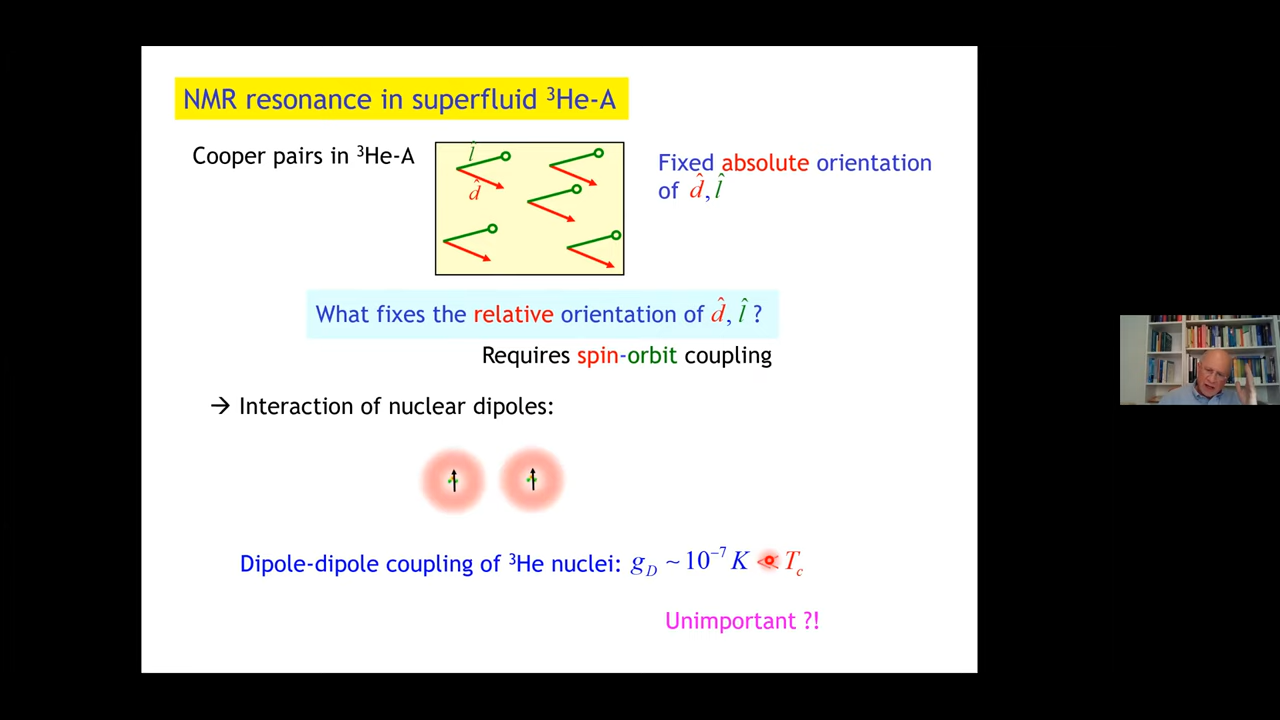 NMR resonance in superfluid ³He-A
Cooper pairs in ³He-A
l̂
d̂
Fixed absolute orientation
of d̂, l̂
What fixes the relative orientation of d̂, l̂ ?
Requires spin-orbit coupling
→ Interaction of nuclear dipoles:
Dipole-dipole coupling of ³He nuclei: g_D ~ 10⁻⁷ K ≪ T_c
Unimportant ?!